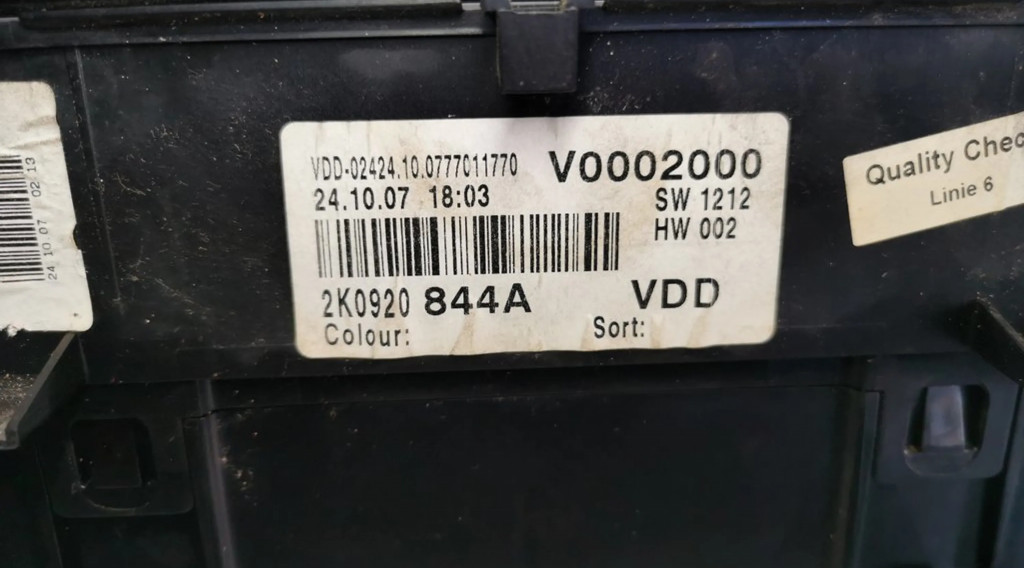 VDD-02424.10.0777011770 V0002000
24.10.07 18:03 SW 1212
HW 002
2K0920 844A VDD
Colour: Sort:
24 10 07 02 13
Quality Chec
Linie 6